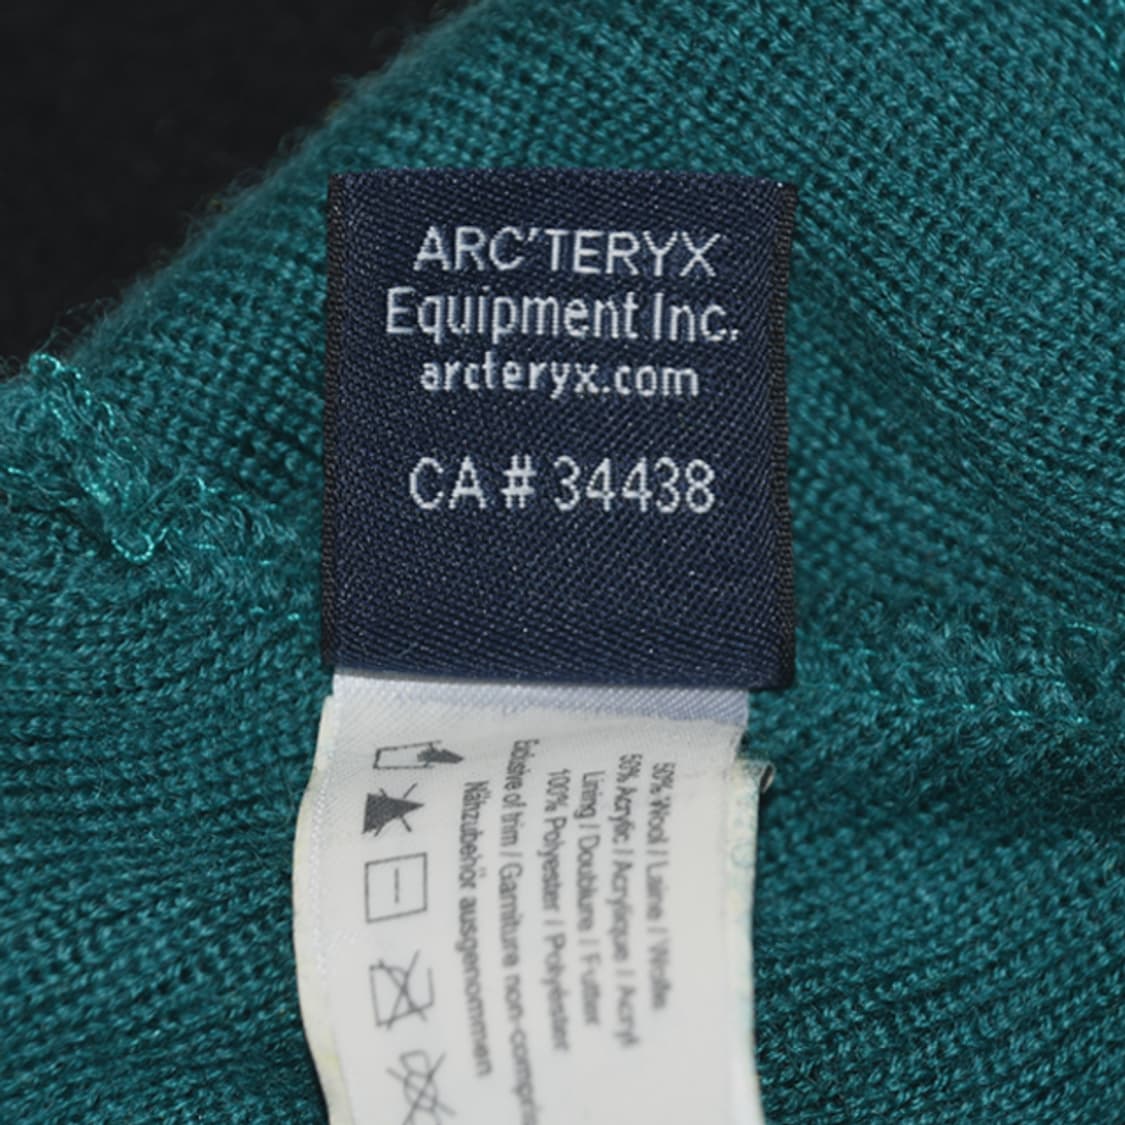 ARC'TERYX
Equipment Inc.
arcteryx.com
CA # 34438
50% Wool / Laine / Wolle
50% Acrylic / Acrylique / Acryl
Lining / Doublure / Futter
100% Polyester / Polyester
Exclusive of trim / Garniture non-compris
Nähzubehör ausgenommen